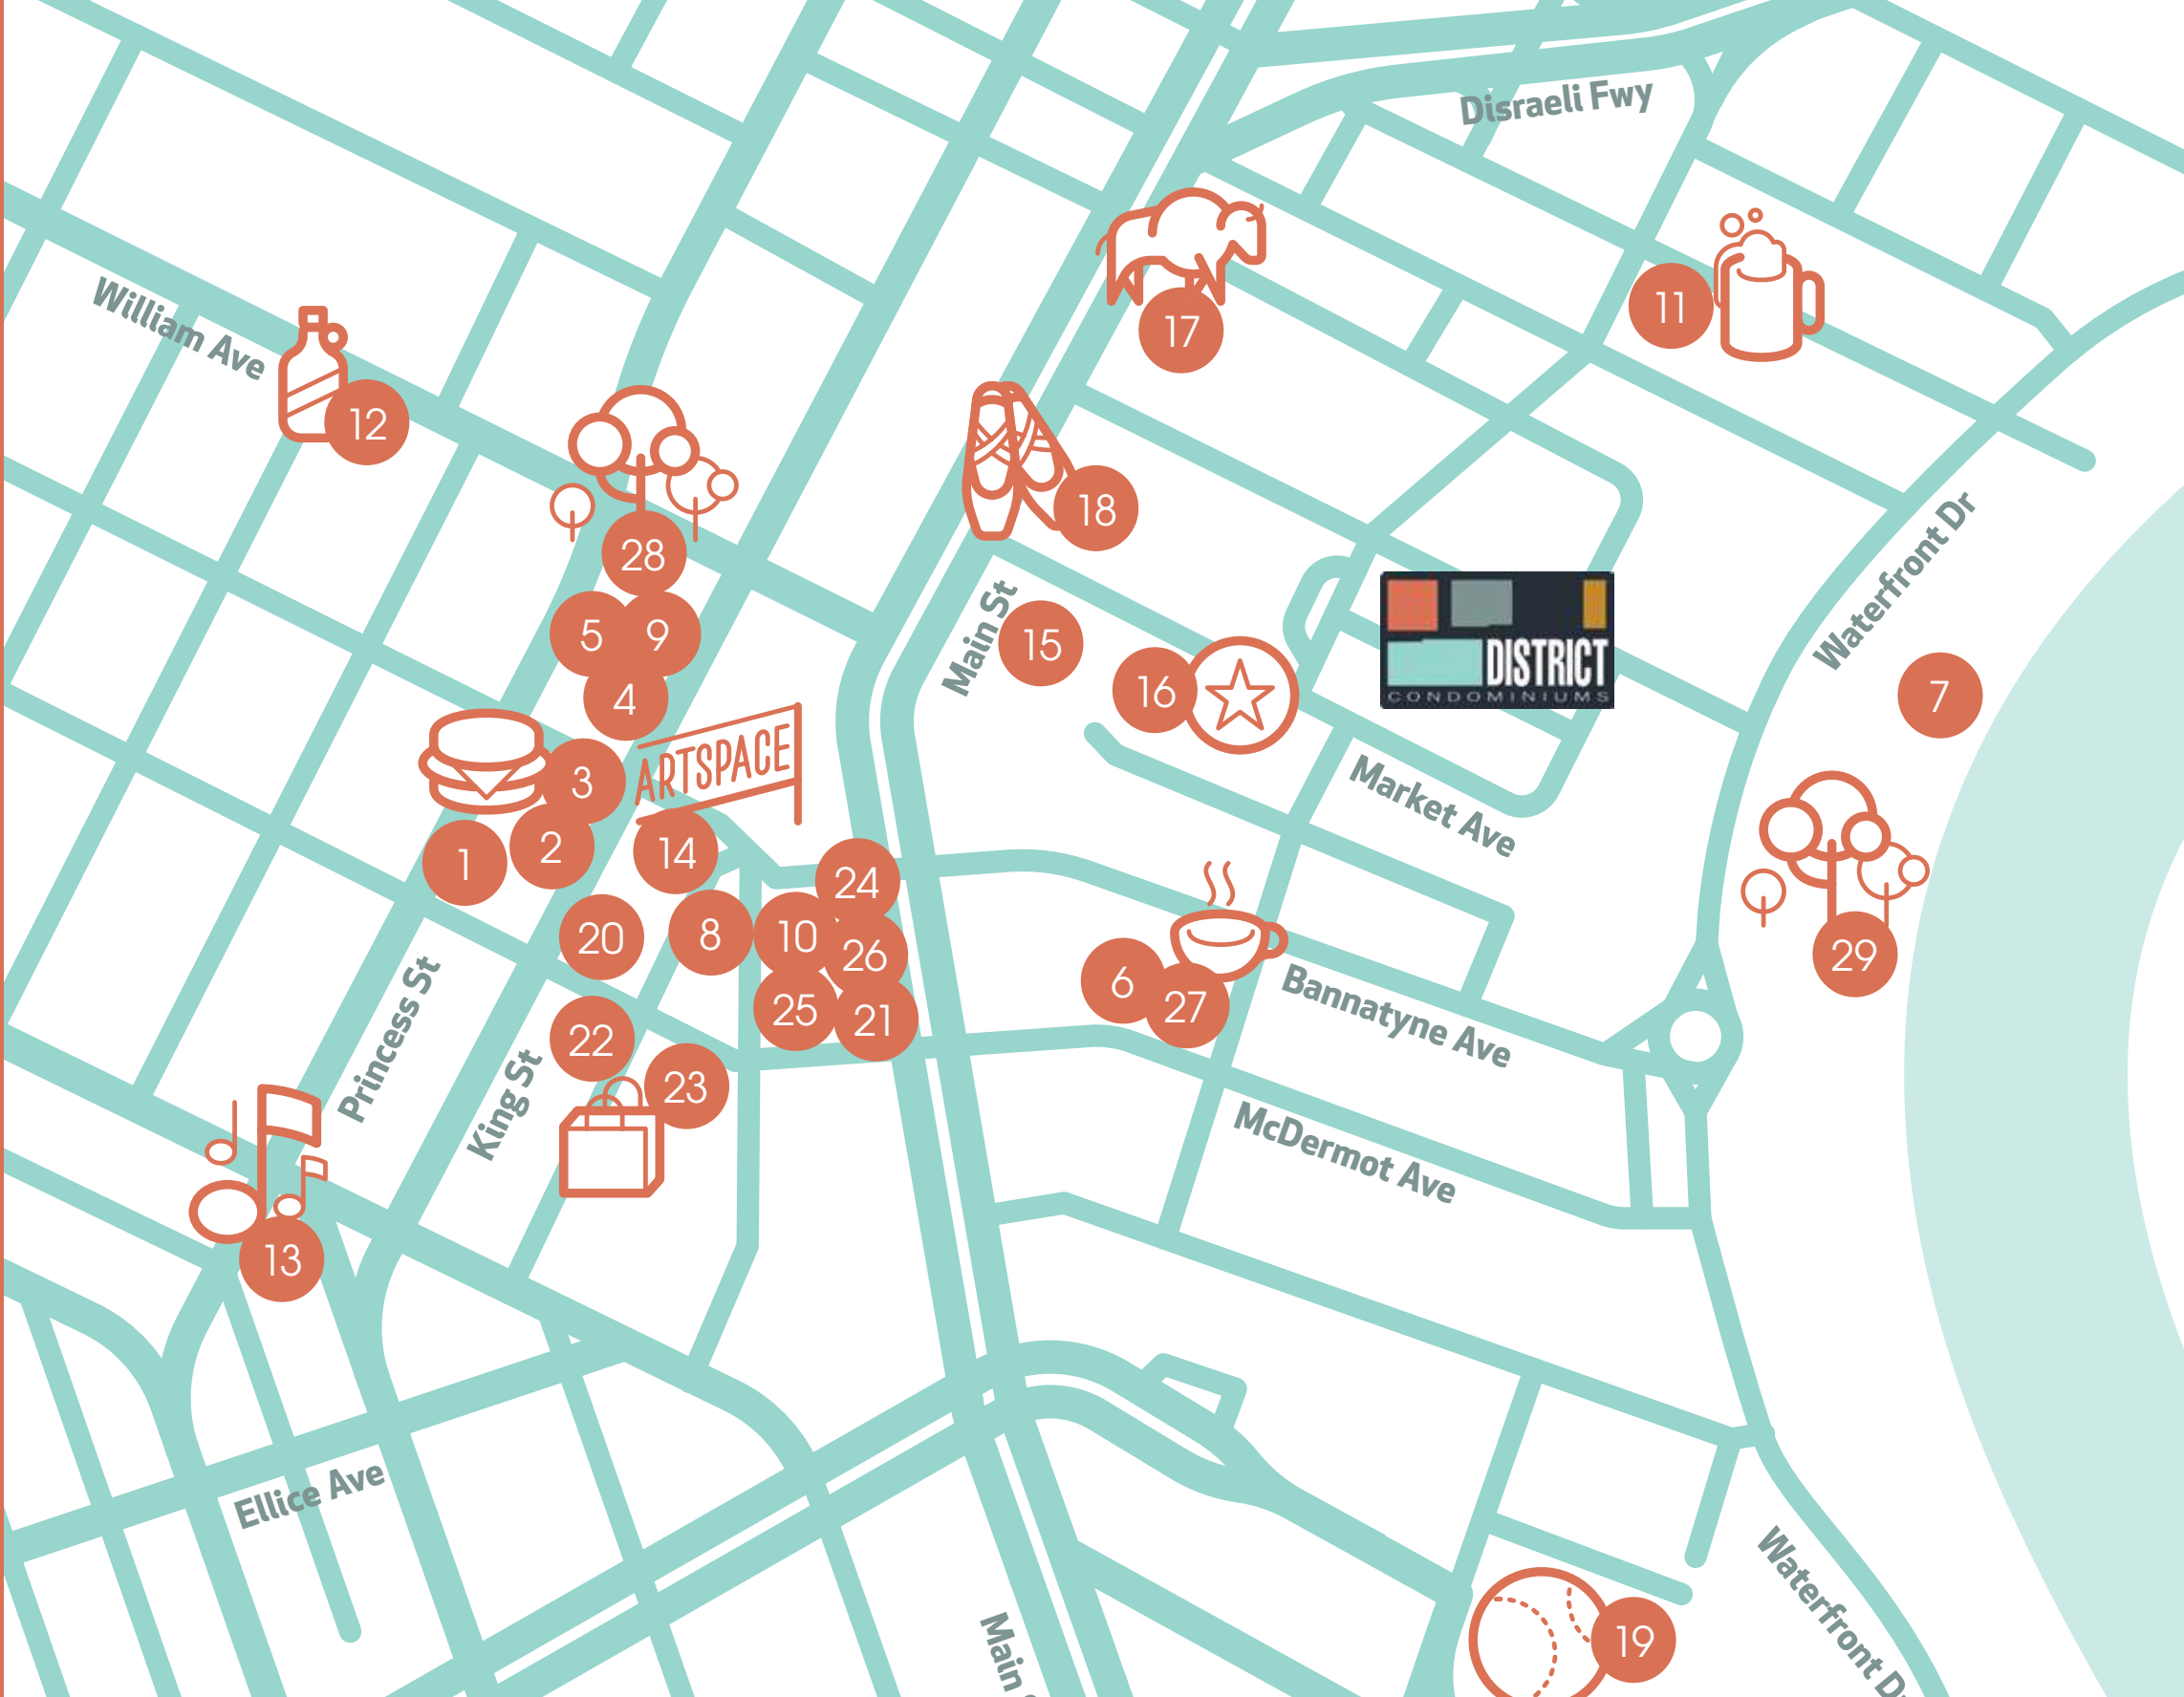 Disraeli Fwy
William Ave
11
17
12
18
28
Waterfront Dr
5
9
15
Main St
16
DISTRICT
CONDOMINIUMS
7
4
ARTSPACE
3
Market Ave
1
2
14
24
20
8
10
26
6
27
29
Bannatyne Ave
25
21
22
23
Princess St
King St
McDermot Ave
13
Ellice Ave
Main
19
Waterfront D